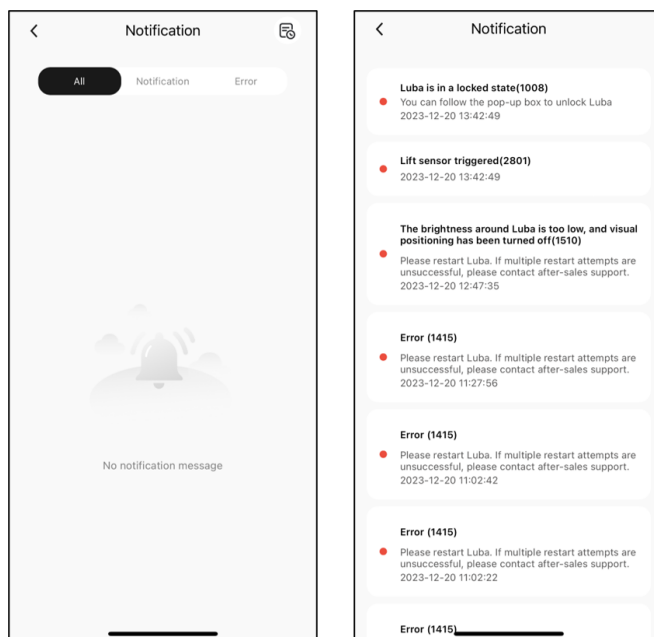 Notification
All Notification Error
No notification message
Notification
Luba is in a locked state(1008)
You can follow the pop-up box to unlock Luba
2023-12-20 13:42:49
Lift sensor triggered(2801)
2023-12-20 13:42:49
The brightness around Luba is too low, and visual
positioning has been turned off(1510)
Please restart Luba. If multiple restart attempts are
unsuccessful, please contact after-sales support.
2023-12-20 12:47:35
Error (1415)
Please restart Luba. If multiple restart attempts are
unsuccessful, please contact after-sales support.
2023-12-20 11:27:56
Error (1415)
Please restart Luba. If multiple restart attempts are
unsuccessful, please contact after-sales support.
2023-12-20 11:02:42
Error (1415)
Please restart Luba. If multiple restart attempts are
unsuccessful, please contact after-sales support.
2023-12-20 11:02:22
Error (1415)